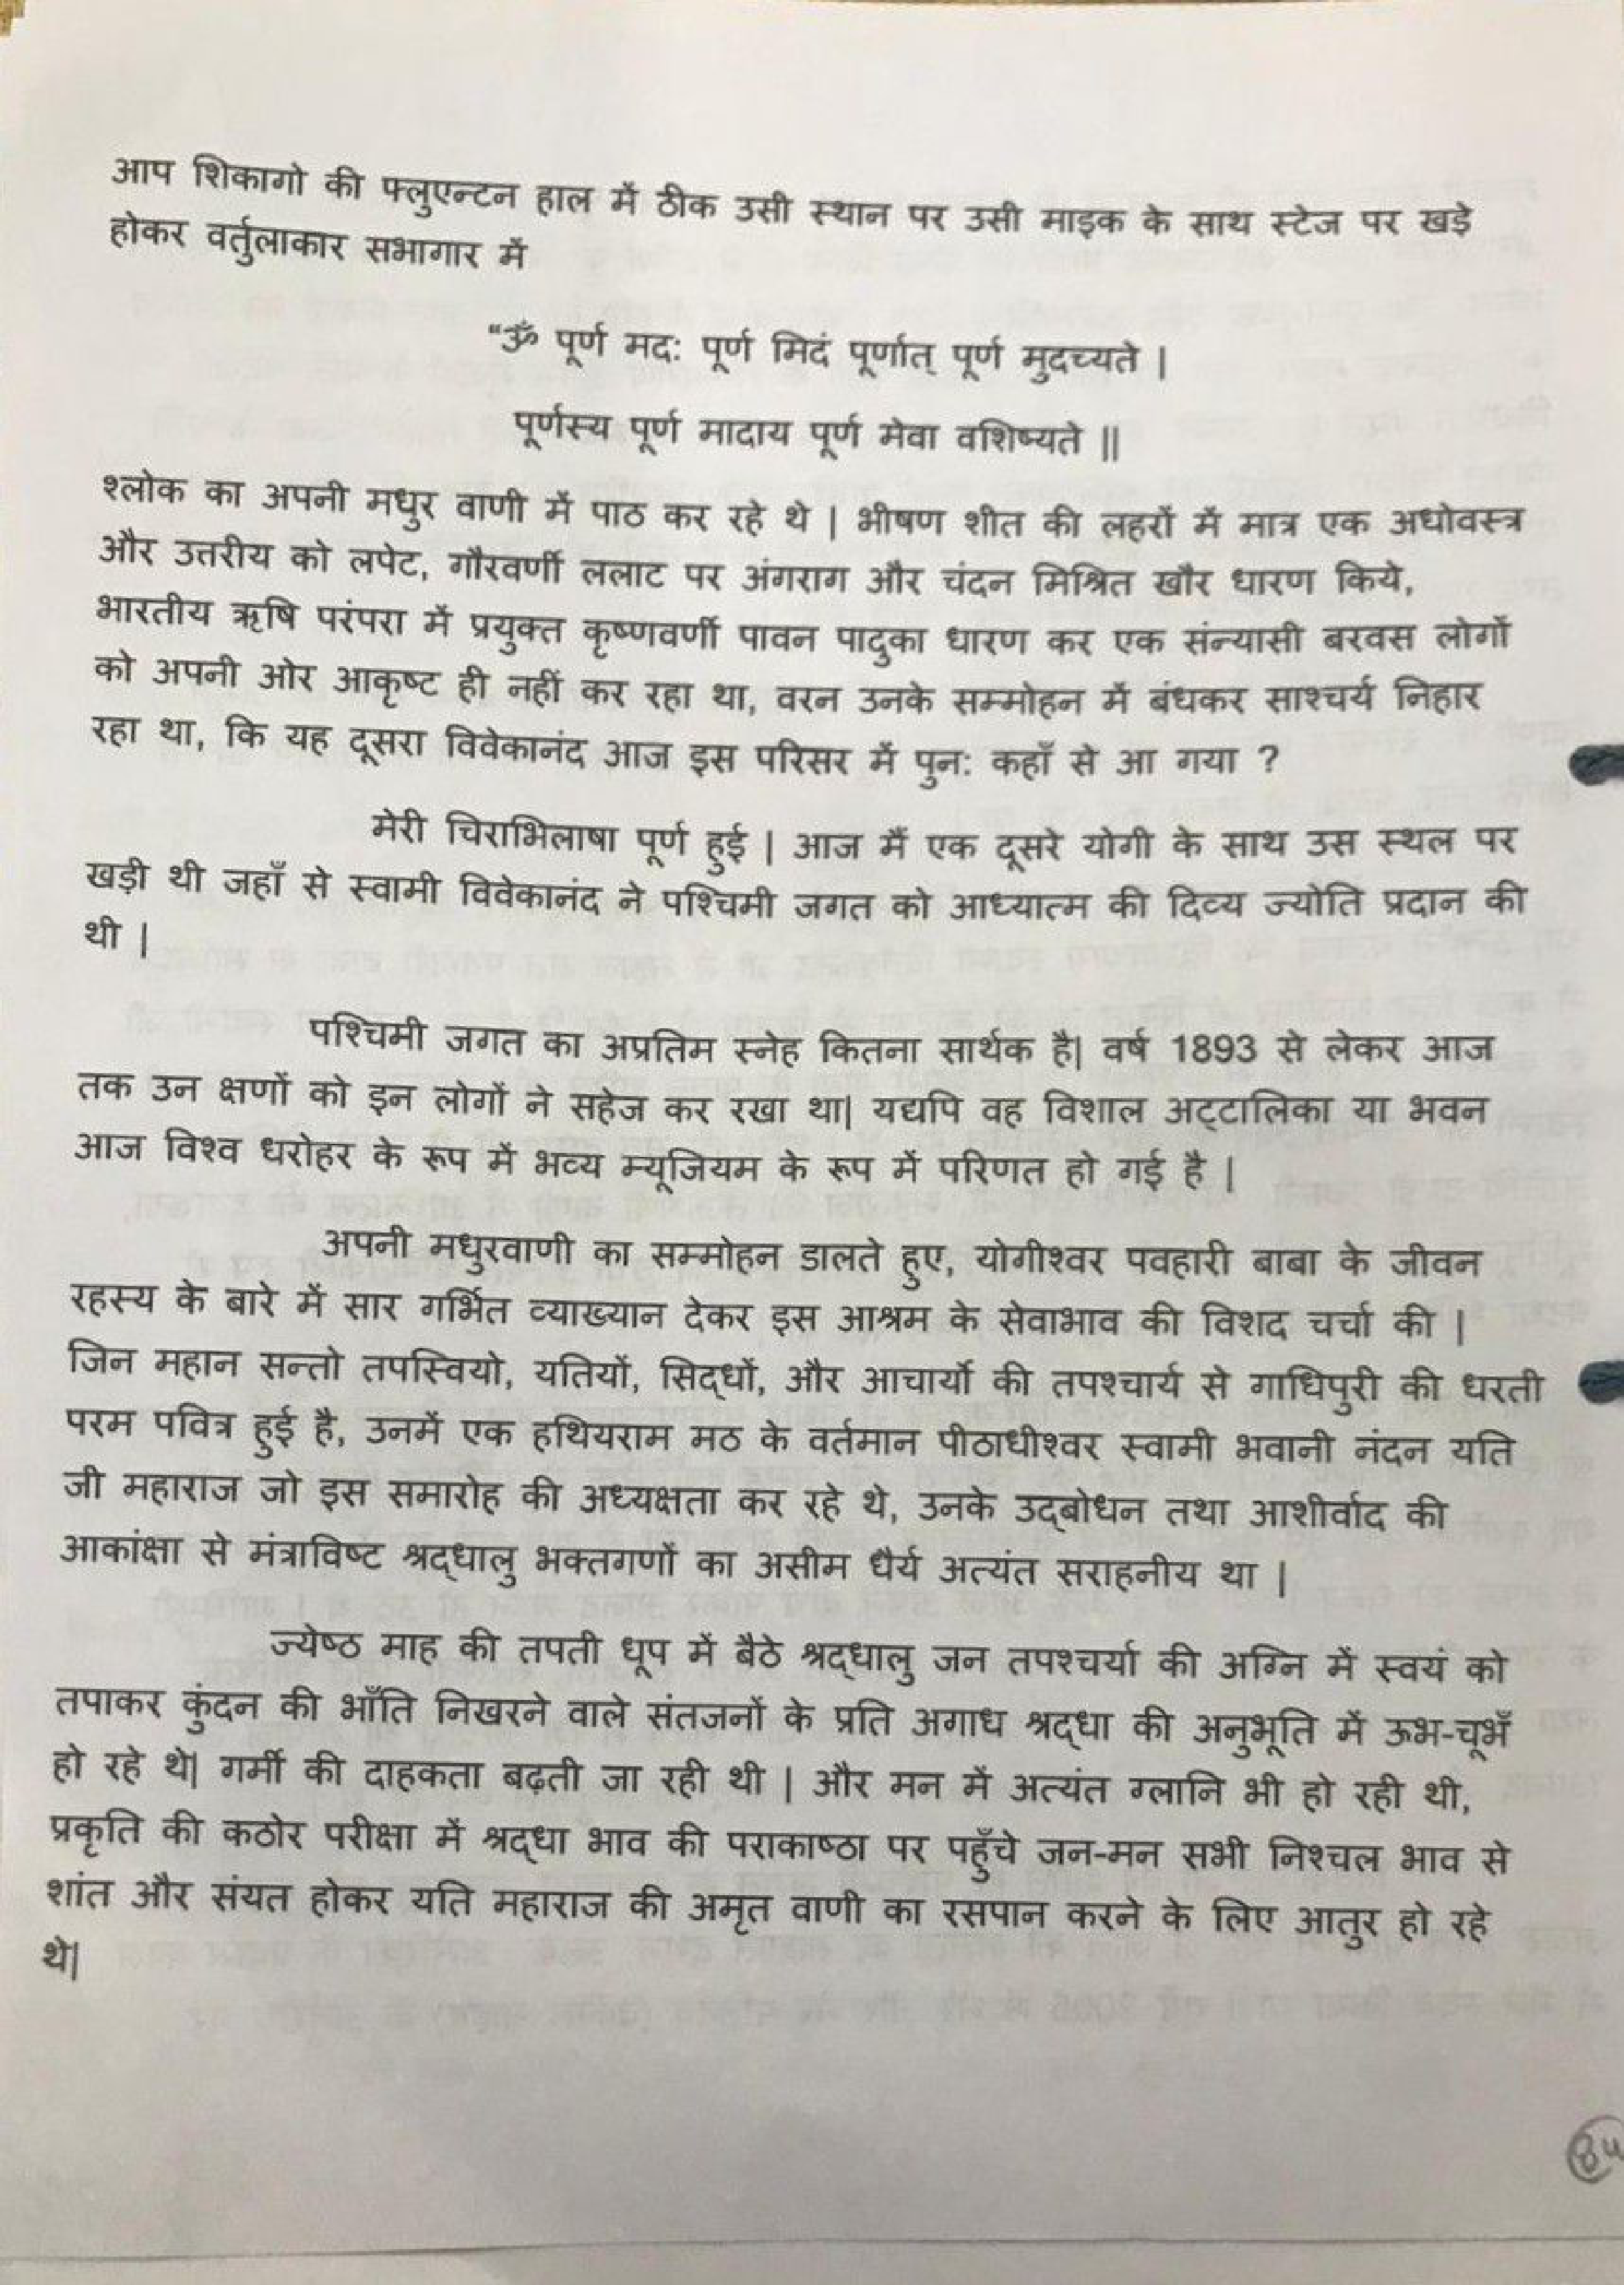 आप शिकागो की फ्लुएन्टन हाल में ठीक उसी स्थान पर उसी माइक के साथ स्टेज पर खड़े
होकर वर्तुलाकार सभागार में
"ॐ पूर्ण मद: पूर्ण मिदं पूर्णात् पूर्ण मुदच्यते |
पूर्णस्य पूर्ण मादाय पूर्ण मेवा वशिष्यते ||
श्लोक का अपनी मधुर वाणी में पाठ कर रहे थे | भीषण शीत की लहरों में मात्र एक अधोवस्त्र
और उत्तरीय को लपेट, गौरवर्णी ललाट पर अंगराग और चंदन मिश्रित खौर धारण किये,
भारतीय ऋषि परंपरा में प्रयुक्त कृष्णवर्णी पावन पादुका धारण कर एक संन्यासी बरवस लोगों
को अपनी ओर आकृष्ट ही नहीं कर रहा था, वरन उनके सम्मोहन में बंधकर साश्चर्य निहार
रहा था, कि यह दूसरा विवेकानंद आज इस परिसर में पुन: कहाँ से आ गया ?
मेरी चिराभिलाषा पूर्ण हुई | आज मैं एक दूसरे योगी के साथ उस स्थल पर
खड़ी थी जहाँ से स्वामी विवेकानंद ने पश्चिमी जगत को आध्यात्म की दिव्य ज्योति प्रदान की
थी |
पश्चिमी जगत का अप्रतिम स्नेह कितना सार्थक है| वर्ष 1893 से लेकर आज
तक उन क्षणों को इन लोगों ने सहेज कर रखा था| यद्यपि वह विशाल अट्टालिका या भवन
आज विश्व धरोहर के रूप में भव्य म्यूजियम के रूप में परिणत हो गई है |
अपनी मधुरवाणी का सम्मोहन डालते हुए, योगीश्वर पवहारी बाबा के जीवन
रहस्य के बारे में सार गर्भित व्याख्यान देकर इस आश्रम के सेवाभाव की विशद चर्चा की |
जिन महान सन्तो तपस्वियो, यतियों, सिद्धों, और आचार्यो की तपश्चार्य से गाधिपुरी की धरती
परम पवित्र हुई है, उनमें एक हथियराम मठ के वर्तमान पीठाधीश्वर स्वामी भवानी नंदन यति
जी महाराज जो इस समारोह की अध्यक्षता कर रहे थे, उनके उद्बोधन तथा आशीर्वाद की
आकांक्षा से मंत्राविष्ट श्रद्धालु भक्तगणों का असीम धैर्य अत्यंत सराहनीय था |
ज्येष्ठ माह की तपती धूप में बैठे श्रद्धालु जन तपश्चर्या की अग्नि में स्वयं को
तपाकर कुंदन की भाँति निखरने वाले संतजनों के प्रति अगाध श्रद्धा की अनुभूति में ऊभ-चूभँ
हो रहे थे| गर्मी की दाहकता बढ़ती जा रही थी | और मन में अत्यंत ग्लानि भी हो रही थी,
प्रकृति की कठोर परीक्षा में श्रद्धा भाव की पराकाष्ठा पर पहुँचे जन-मन सभी निश्चल भाव से
शांत और संयत होकर यति महाराज की अमृत वाणी का रसपान करने के लिए आतुर हो रहे
थे|